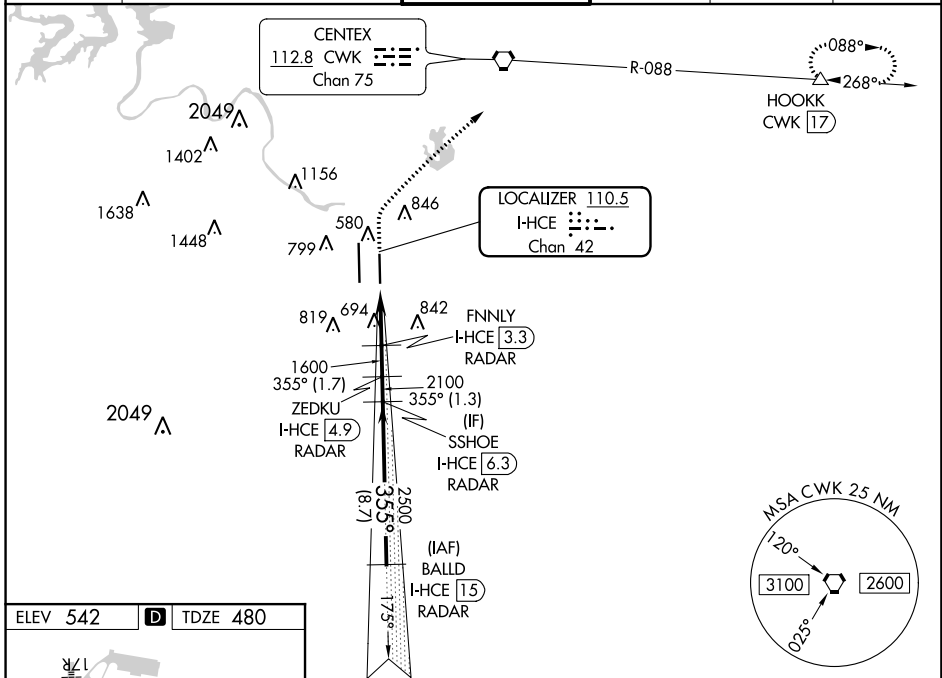 CENTEX
112.8 CWK
Chan 75
R-088
088°
268°
HOOKK
CWK 17
2049
1402
1156
1638
1448
799
580
846
LOCALIZER 110.5
I-HCE
Chan 42
819
694
842
FNNLY
I-HCE 3.3
RADAR
1600
355° (1.7)
2100
355° (1.3)
ZEDKU
I-HCE 4.9
RADAR
(IF)
SSHOE
I-HCE 6.3
RADAR
2049
2500
355°
(8.7)
(IAF)
BALLD
I-HCE 15
RADAR
175°
MSA CWK 25 NM
120°
3100
2600
025°
ELEV 542
D
TDZE 480
17R